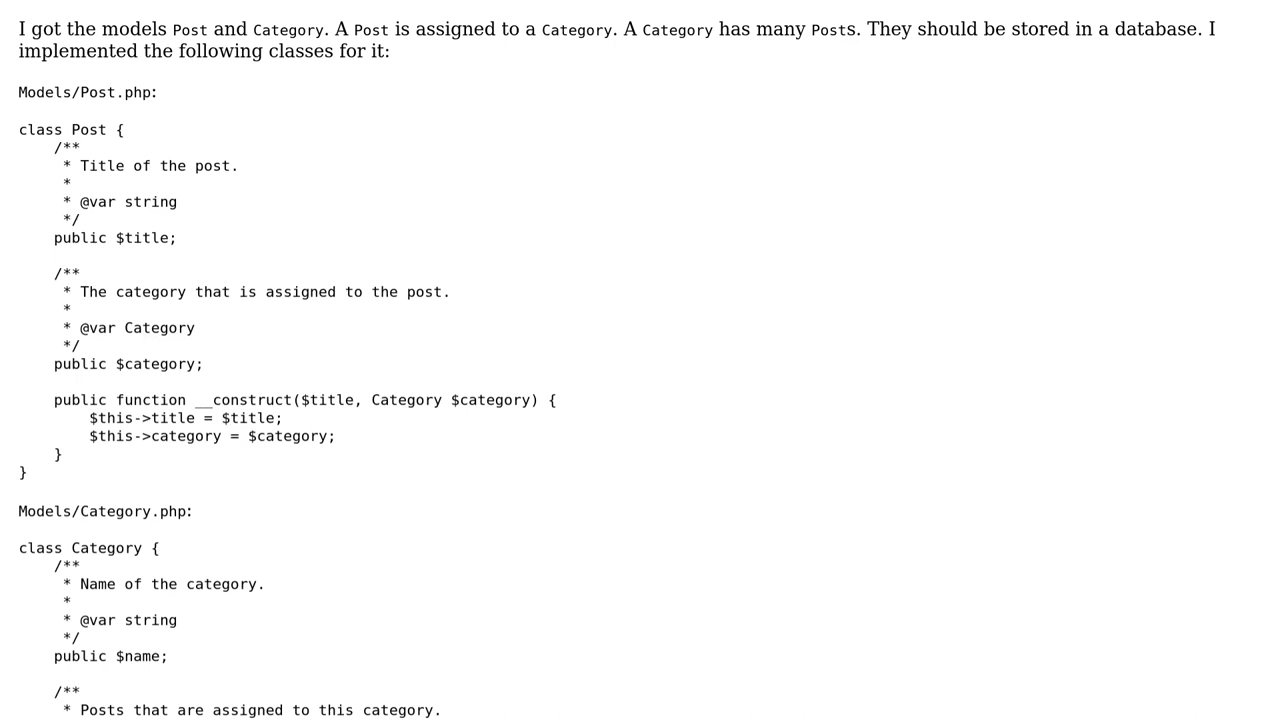 I got the models Post and Category. A Post is assigned to a Category. A Category has many Posts. They should be stored in a database. I
implemented the following classes for it:
Models/Post.php:
class Post {
    /**
     * Title of the post.
     *
     * @var string
     */
    public $title;
    /**
     * The category that is assigned to the post.
     *
     * @var Category
     */
    public $category;
    public function __construct($title, Category $category) {
        $this->title = $title;
        $this->category = $category;
    }
}
Models/Category.php:
class Category {
    /**
     * Name of the category.
     *
     * @var string
     */
    public $name;
    /**
     * Posts that are assigned to this category.